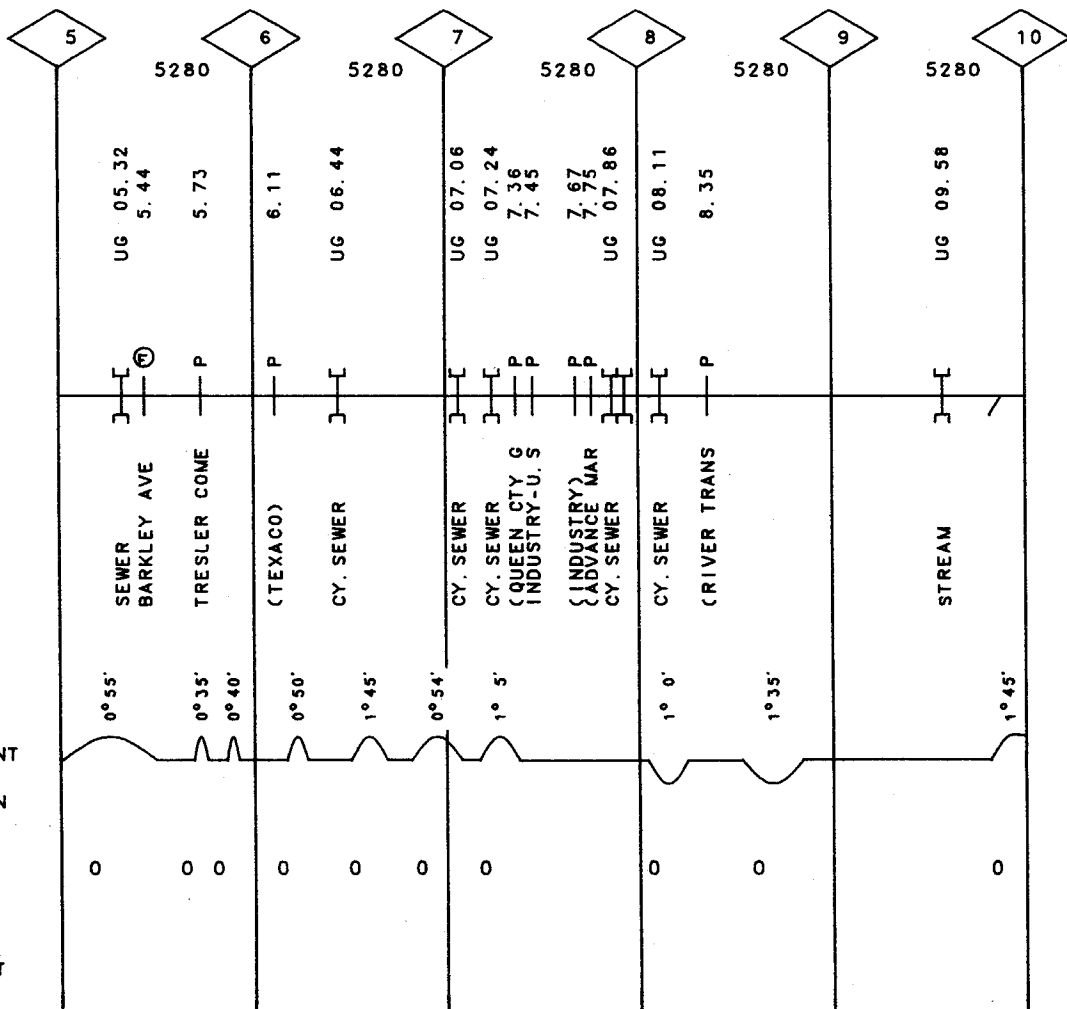 5 6 7 8 9 10
5280 5280 5280 5280 5280
UG 05.32
5.44
5.73
6.11
UG 06.44
UG 07.06
UG 07.24
7.36
7.45
7.67
7.75
UG 07.86
UG 08.11
8.35
UG 09.58
F
P
P
P
P
P
P
P
SEWER
BARKLEY AVE
TRESLER COME
(TEXACO)
CY. SEWER
CY. SEWER
CY. SEWER
(QUEEN CTY G
INDUSTRY-U.S
(INDUSTRY)
(ADVANCE MAR
CY. SEWER
CY. SEWER
(RIVER TRANS
STREAM
0°55' 0°35' 0°40' 0°50' 1°45' 0°54' 1° 5' 1° 0' 1°35' 1°45'
NT
N
0 0 0 0 0 0 0 0 0 0
T